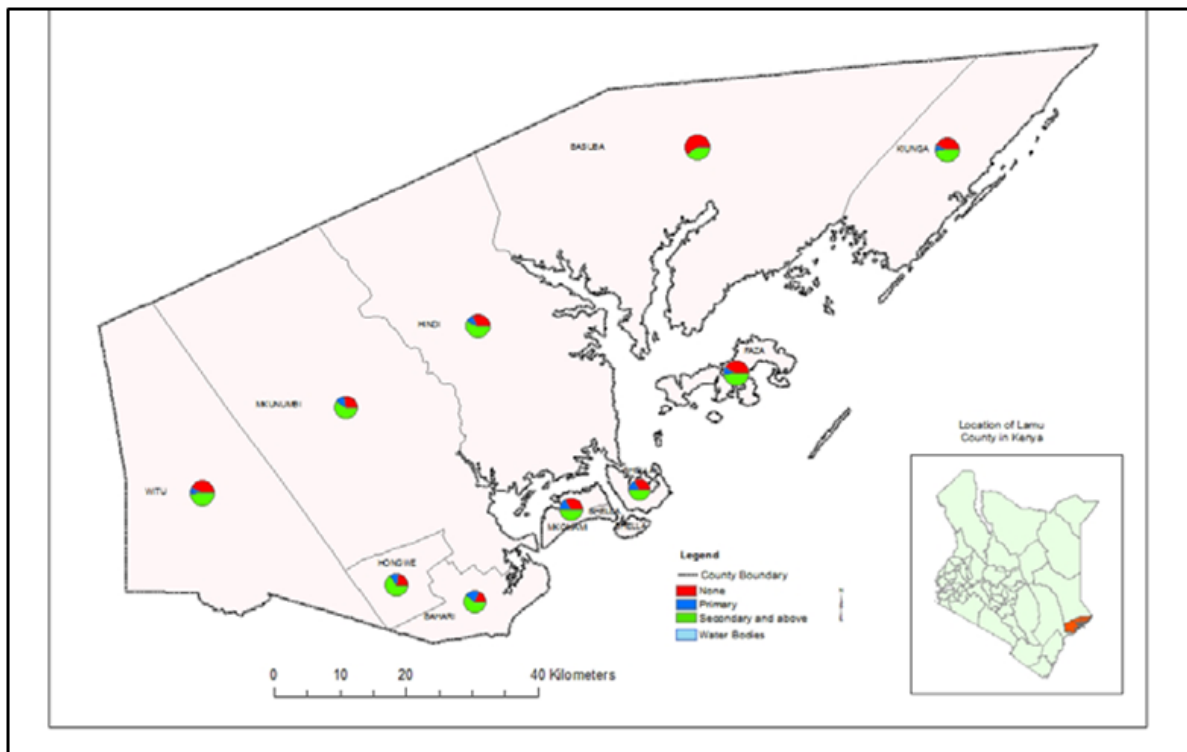 BASUBA
KIUNGA
HINDI
FAZA
MKUNUMBI
Location of Lamu
County in Kenya
WITU
SHELLA
MKOMANI
SHELLA
HONGWE
BAHARI
Legend
County Boundary
None
Primary
Secondary and above
Water Bodies
0 10 20 40 Kilometers